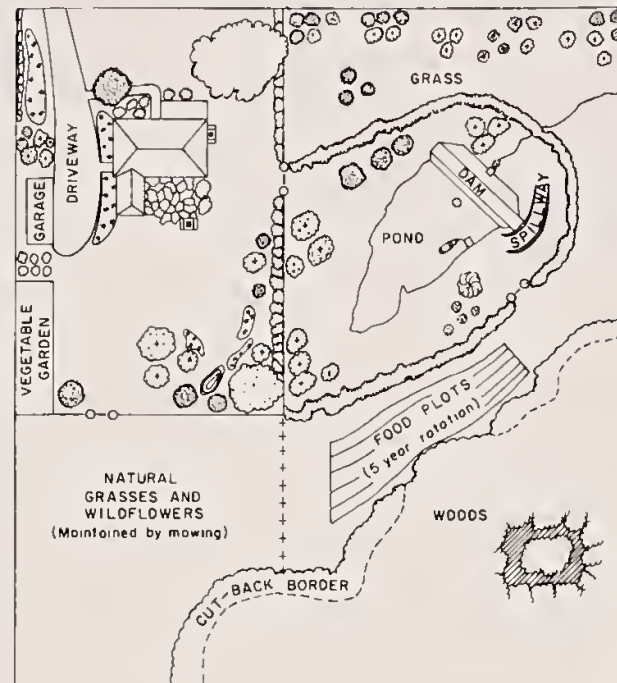 GRASS
DRIVEWAY
GARAGE
DAM
SPILLWAY
POND
VEGETABLE
GARDEN
FOOD PLOTS
(5 year rotation)
NATURAL
GRASSES AND
WILDFLOWERS
(Maintained by mowing)
WOODS
CUT-BACK BORDER